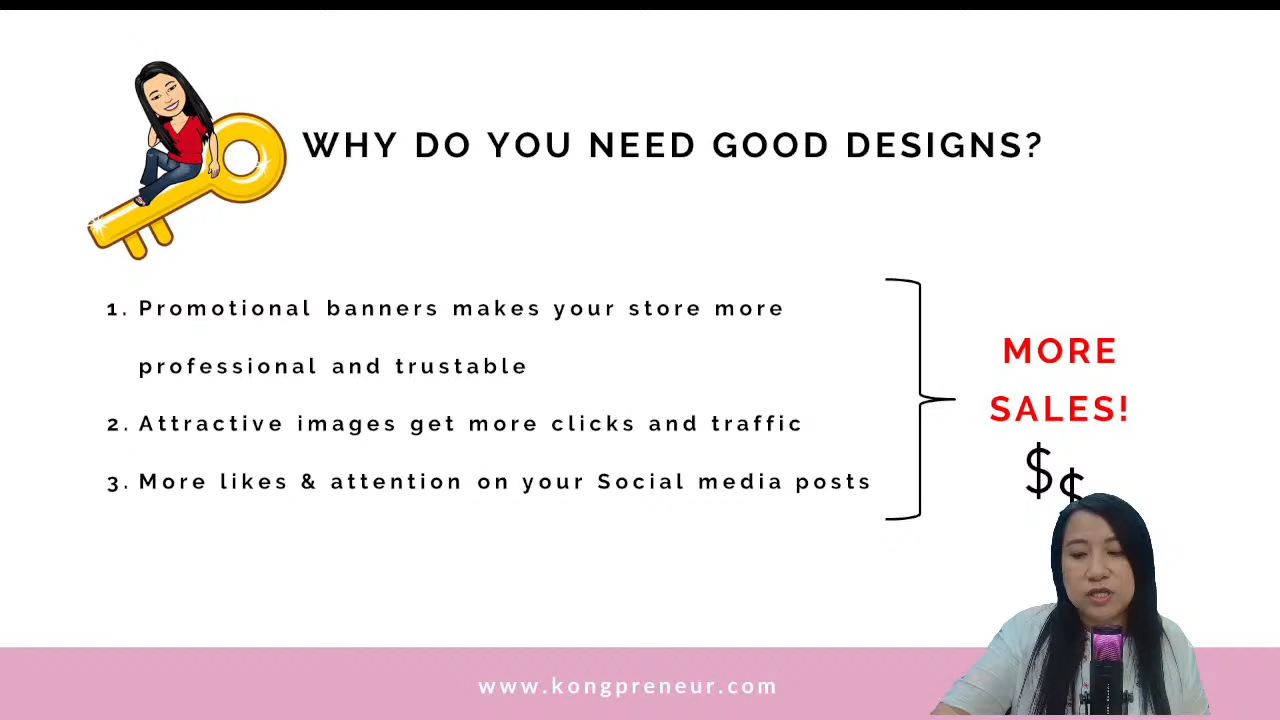 WHY DO YOU NEED GOOD DESIGNS?
1. Promotional banners makes your store more
professional and trustable
2. Attractive images get more clicks and traffic
3. More likes & attention on your Social media posts
MORE
SALES!
$$
www.kongpreneur.com